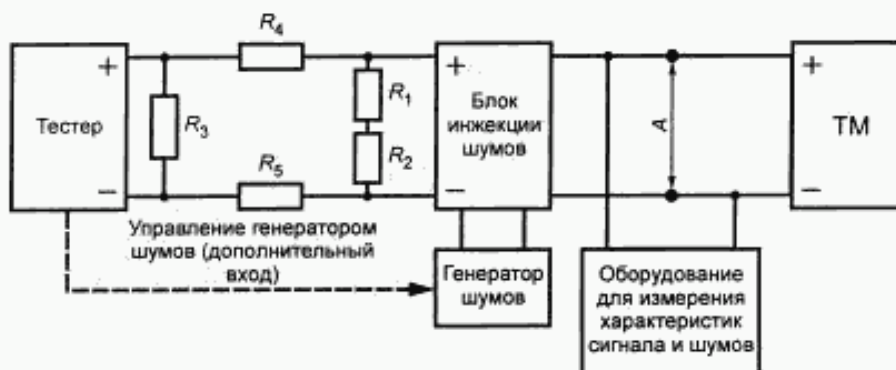 R4
+
+
+
R1
Блок
инжекции
шумов
Тестер
R3
A
ТМ
R2
R5
−
−
−
Управление генератором
шумов (дополнительный
вход)
Генератор
шумов
Оборудование
для измерения
характеристик
сигнала и шумов